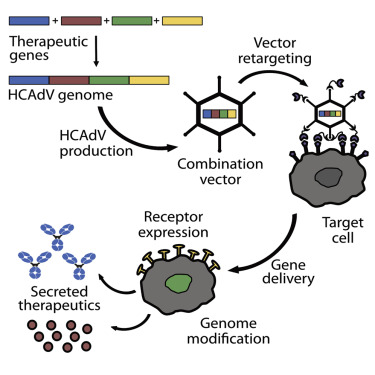 + + +
Therapeutic
genes
HCAdV genome
HCAdV
production
Combination
vector
Vector
retargeting
Target
cell
Gene
delivery
Receptor
expression
Genome
modification
Secreted
therapeutics